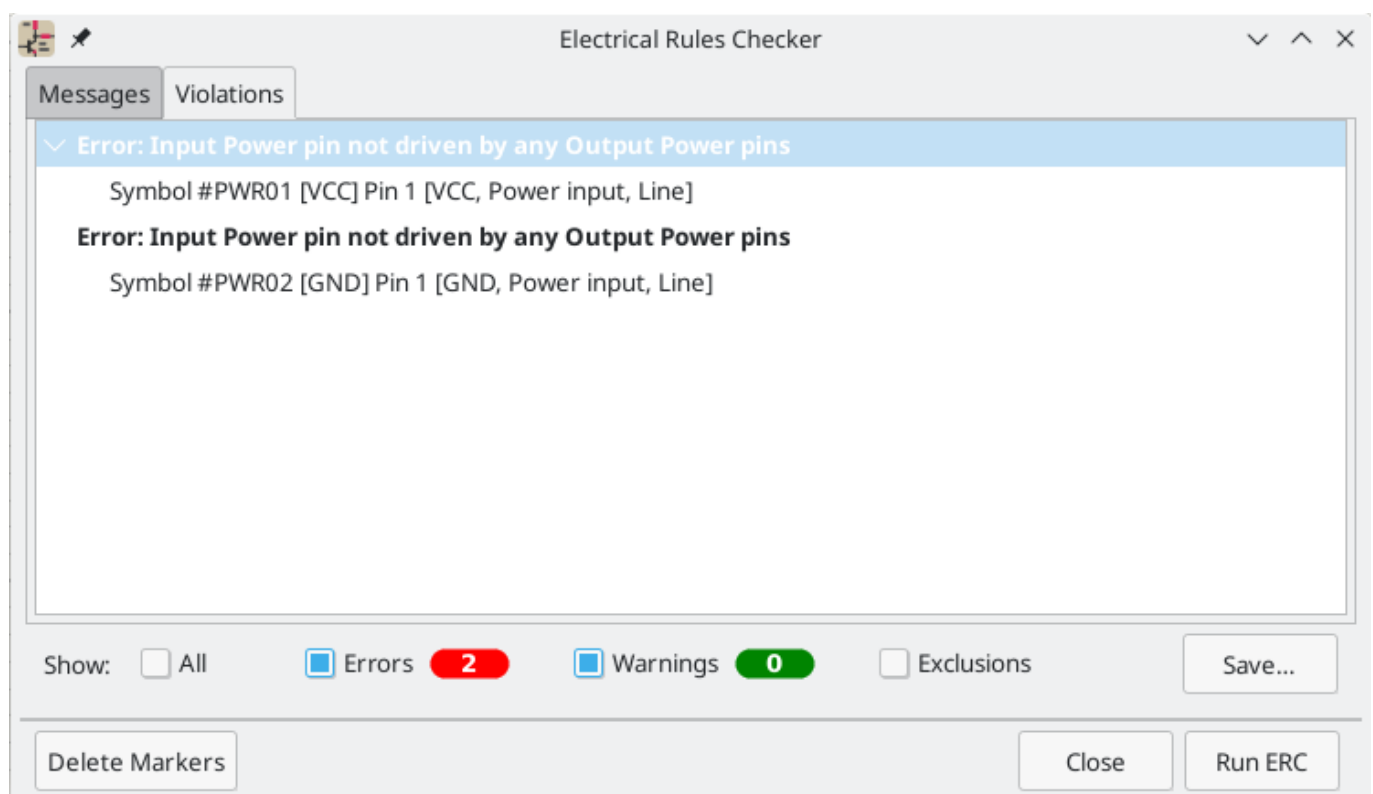 Electrical Rules Checker
Messages Violations
Error: Input Power pin not driven by any Output Power pins
Symbol #PWR01 [VCC] Pin 1 [VCC, Power input, Line]
Error: Input Power pin not driven by any Output Power pins
Symbol #PWR02 [GND] Pin 1 [GND, Power input, Line]
Show: All Errors 2 Warnings 0 Exclusions Save...
Delete Markers Close Run ERC